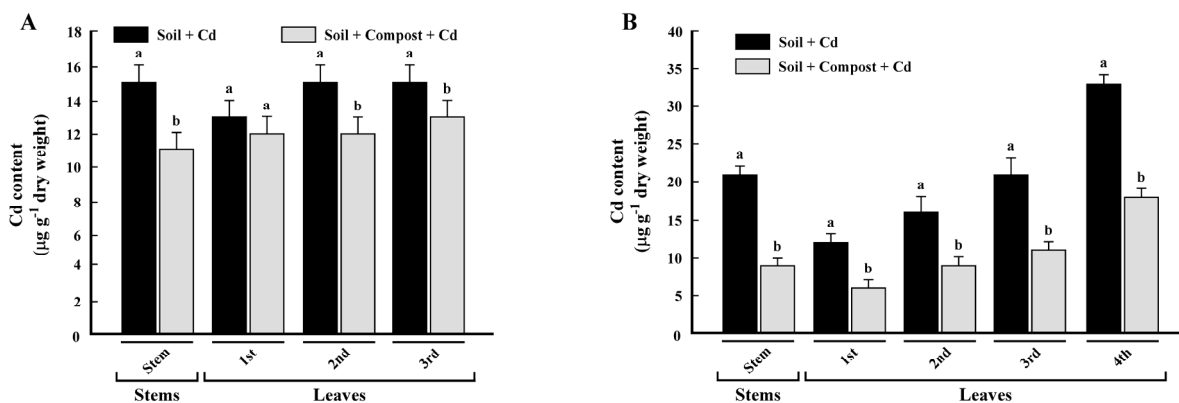 A
Soil + Cd
Soil + Compost + Cd
18
16
14
12
10
8
6
4
2
0
Cd content
(µg g⁻¹ dry weight)
a
b
a
a
a
b
a
b
Stem
1st
2nd
3rd
Stems
Leaves
B
Soil + Cd
Soil + Compost + Cd
40
35
30
25
20
15
10
5
0
Cd content
(µg g⁻¹ dry weight)
a
b
a
b
a
b
a
b
a
b
Stem
1st
2nd
3rd
4th
Stems
Leaves